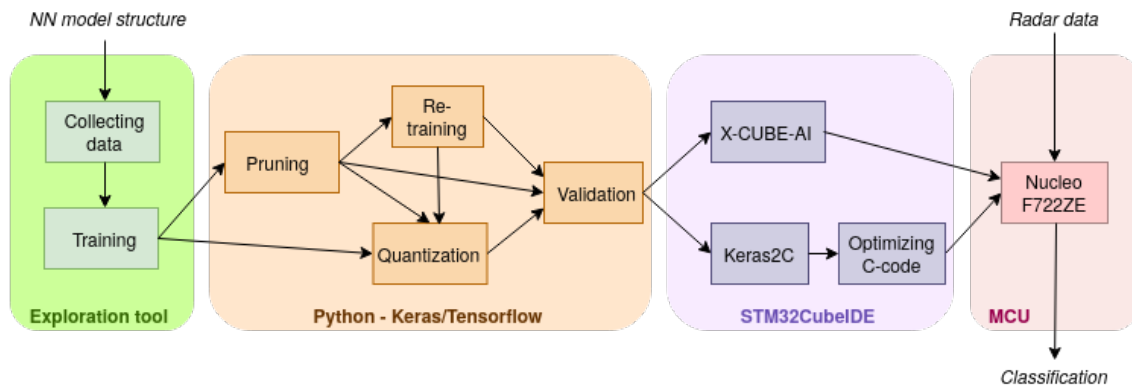 NN model structure
Radar data
Collecting
data
Training
Exploration tool
Pruning
Re-
training
Quantization
Validation
Python - Keras/Tensorflow
X-CUBE-AI
Keras2C
Optimizing
C-code
STM32CubeIDE
Nucleo
F722ZE
MCU
Classification